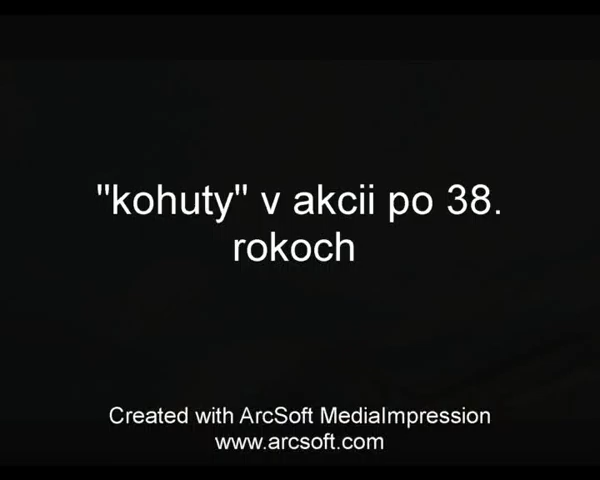 "kohuty" v akcii po 38.
rokoch
Created with ArcSoft MediaImpression
www.arcsoft.com